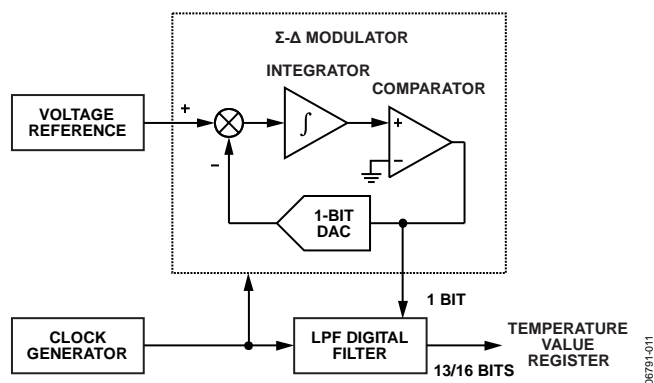 Σ-Δ MODULATOR
INTEGRATOR
COMPARATOR
VOLTAGE
REFERENCE
+
−
∫
+
−
1-BIT
DAC
1 BIT
CLOCK
GENERATOR
LPF DIGITAL
FILTER
13/16 BITS
TEMPERATURE
VALUE
REGISTER
06791-011